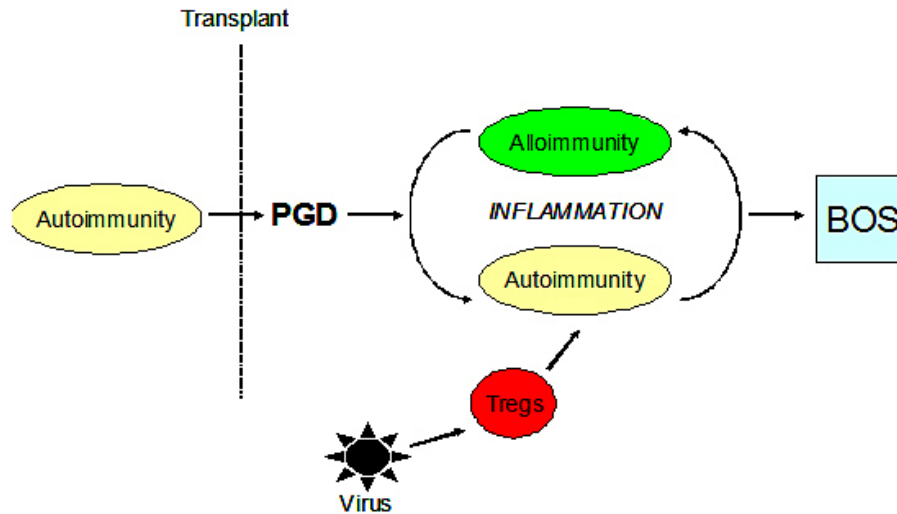 Transplant
Alloimmunity
Autoimmunity
PGD
INFLAMMATION
BOS
Autoimmunity
Tregs
Virus